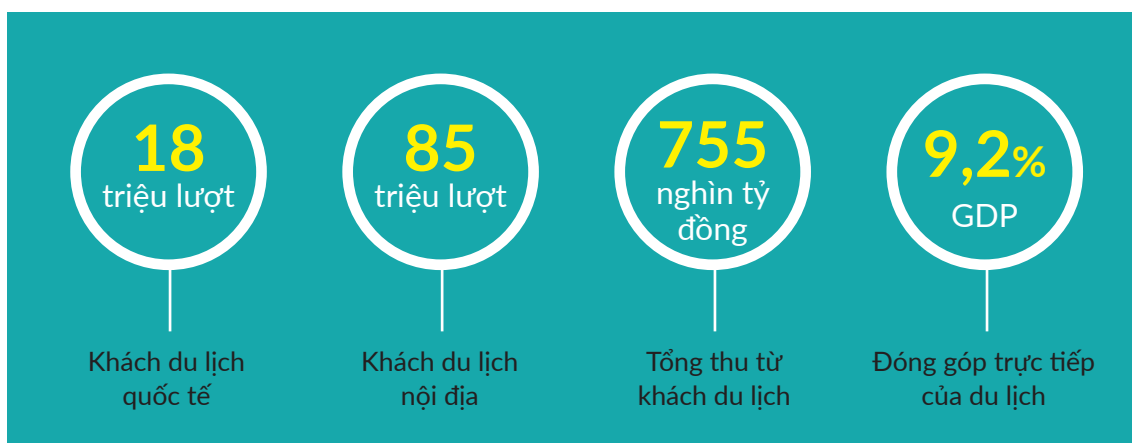 18
triệu lượt
Khách du lịch
quốc tế
85
triệu lượt
Khách du lịch
nội địa
755
nghìn tỷ
đồng
Tổng thu từ
khách du lịch
9,2%
GDP
Đóng góp trực tiếp
của du lịch